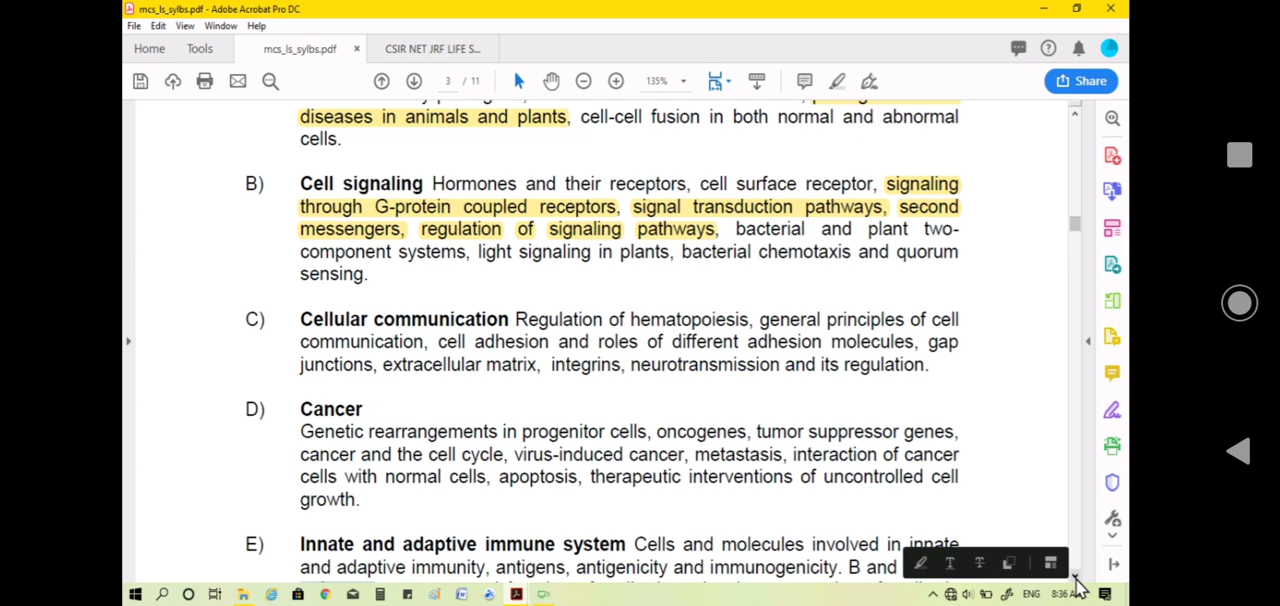 mcs_ls_sylbs.pdf - Adobe Acrobat Pro DC
File Edit View Window Help
Home Tools mcs_ls_sylbs.pdf × CSIR NET JRF LIFE S...
3 / 11 135% Share
diseases in animals and plants, cell-cell fusion in both normal and abnormal
cells.
B) Cell signaling Hormones and their receptors, cell surface receptor, signaling
through G-protein coupled receptors, signal transduction pathways, second
messengers, regulation of signaling pathways, bacterial and plant two-
component systems, light signaling in plants, bacterial chemotaxis and quorum
sensing.
C) Cellular communication Regulation of hematopoiesis, general principles of cell
communication, cell adhesion and roles of different adhesion molecules, gap
junctions, extracellular matrix, integrins, neurotransmission and its regulation.
D) Cancer
Genetic rearrangements in progenitor cells, oncogenes, tumor suppressor genes,
cancer and the cell cycle, virus-induced cancer, metastasis, interaction of cancer
cells with normal cells, apoptosis, therapeutic interventions of uncontrolled cell
growth.
E) Innate and adaptive immune system Cells and molecules involved in innate
and adaptive immunity, antigens, antigenicity and immunogenicity. B and
ENG 8:36